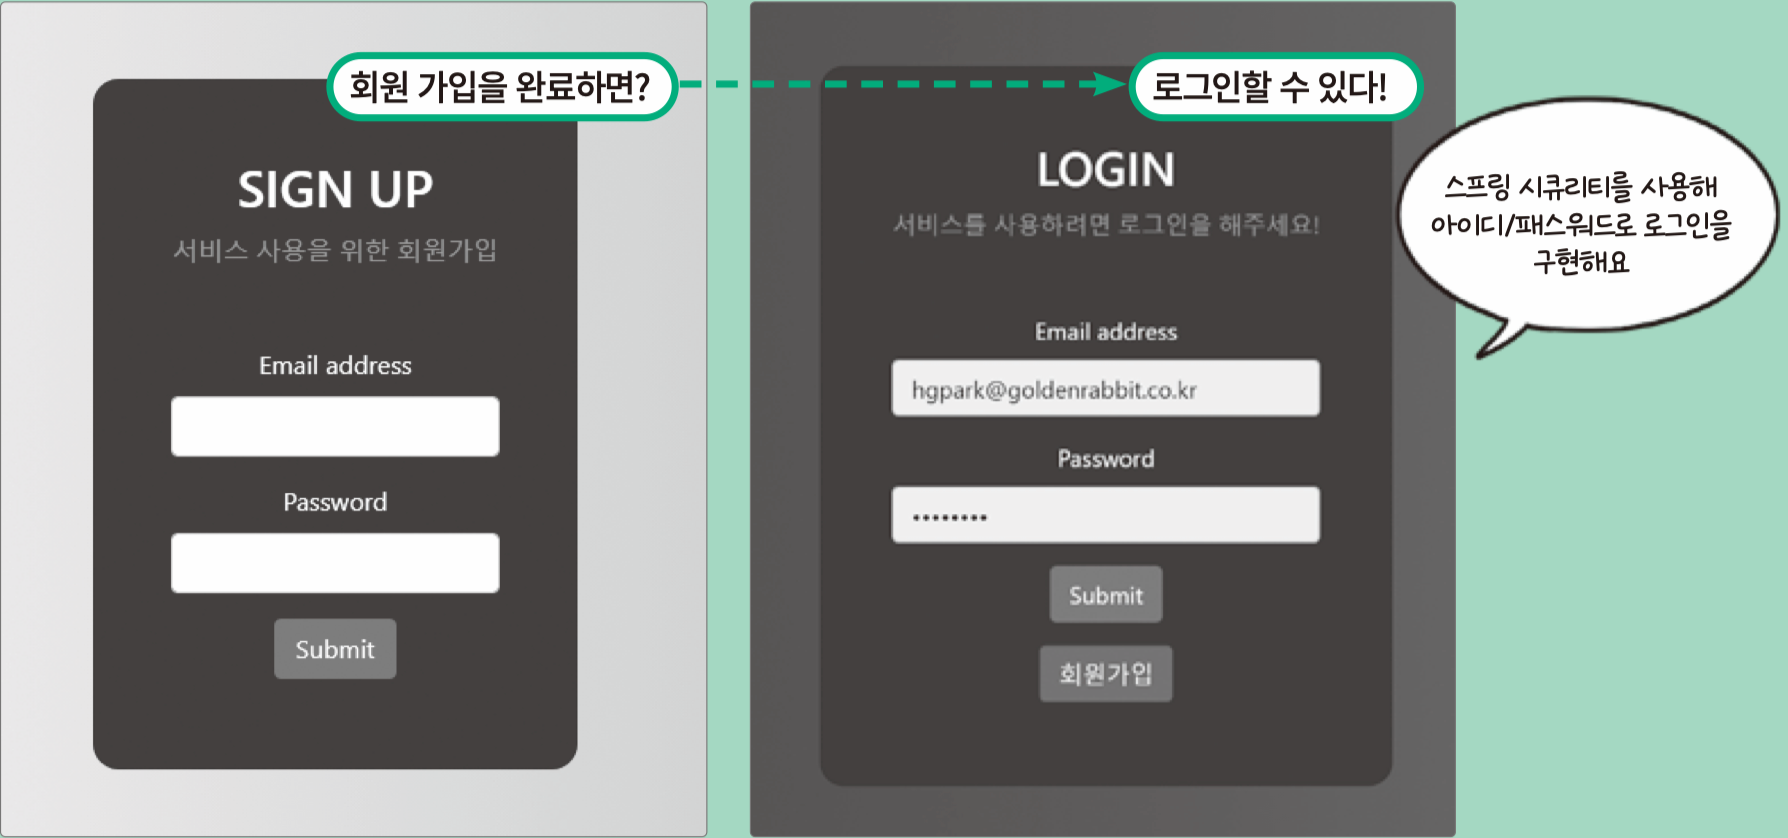 회원 가입을 완료하면?
SIGN UP
서비스 사용을 위한 회원가입
Email address
Password
Submit
로그인할 수 있다!
LOGIN
서비스를 사용하려면 로그인을 해주세요!
Email address
hgpark@goldenrabbit.co.kr
Password
••••••••
Submit
회원가입
스프링 시큐리티를 사용해
아이디/패스워드로 로그인을
구현해요